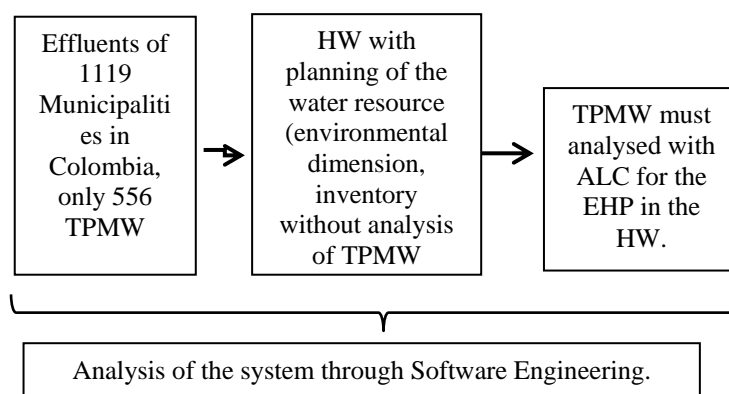 Effluents of
1119
Municipaliti
es in
Colombia,
only 556
TPMW
HW with
planning of the
water resource
(environmental
dimension,
inventory
without analysis
of TPMW
TPMW must
analysed with
ALC for the
EHP in the
HW.
Analysis of the system through Software Engineering.